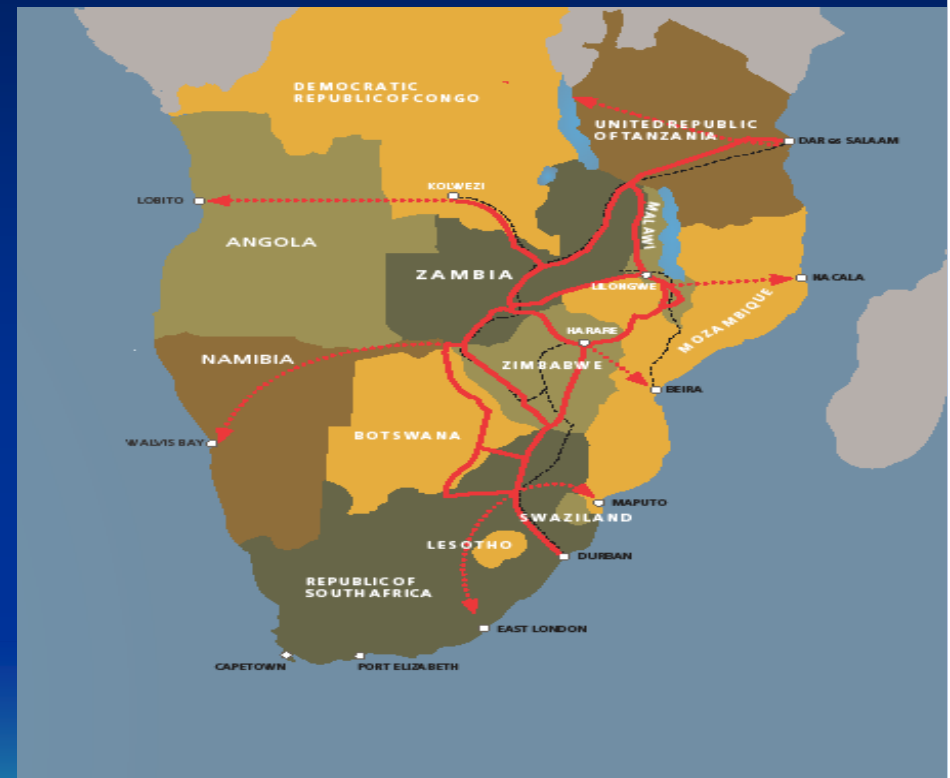 DEMOCRATIC
REPUBLIC OF CONGO
UNITED REPUBLIC
OF TANZANIA
DAR es SALAAM
KOLWEZI
LOBITO
MALAWI
ANGOLA
ZAMBIA
NACALA
LILONGWE
MOZAMBIQUE
HARARE
NAMIBIA
ZIMBABWE
BEIRA
BOTSWANA
WALVIS BAY
MAPUTO
SWAZILAND
LESOTHO
DURBAN
REPUBLIC OF
SOUTH AFRICA
EAST LONDON
CAPETOWN
PORT ELIZABETH